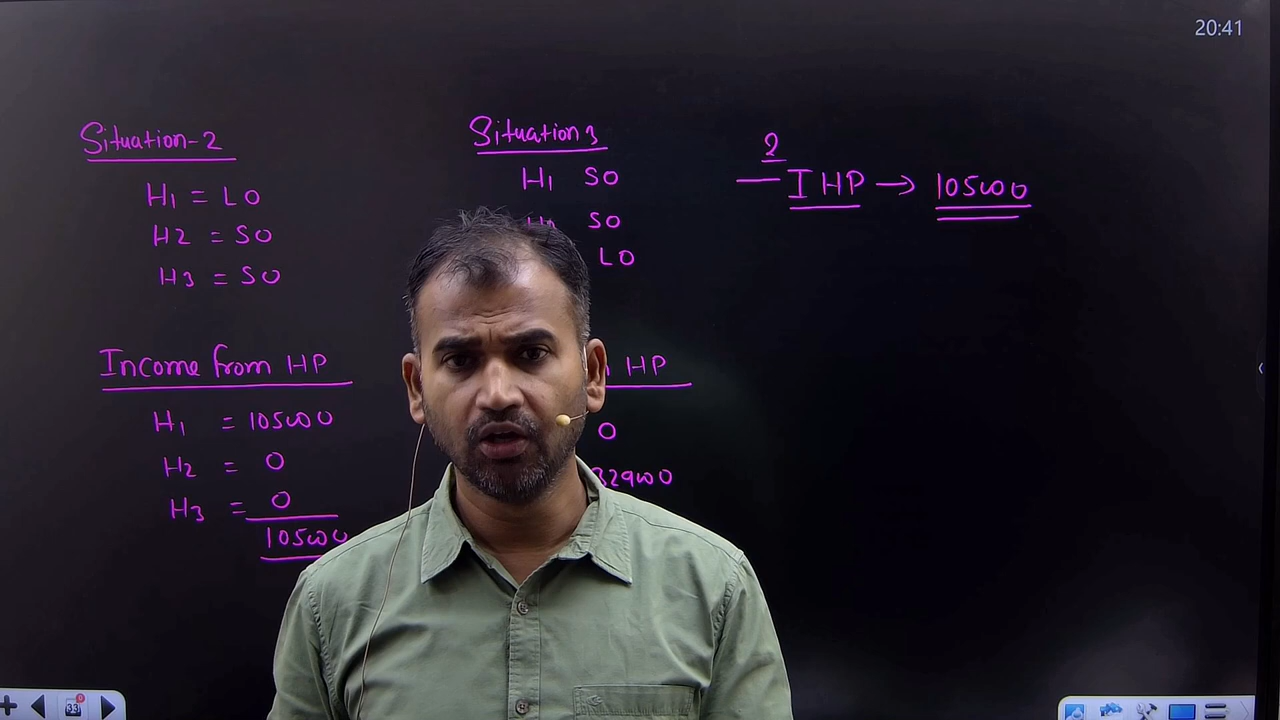 20:41
Situation-2
H1 = LO
H2 = SO
H3 = SO
Situation 3
H1 SO
SO
LO
2
— IHP → 105000
Income from HP
H1 = 105000
H2 = 0
H3 = 0
105000
HP
0
329000
33